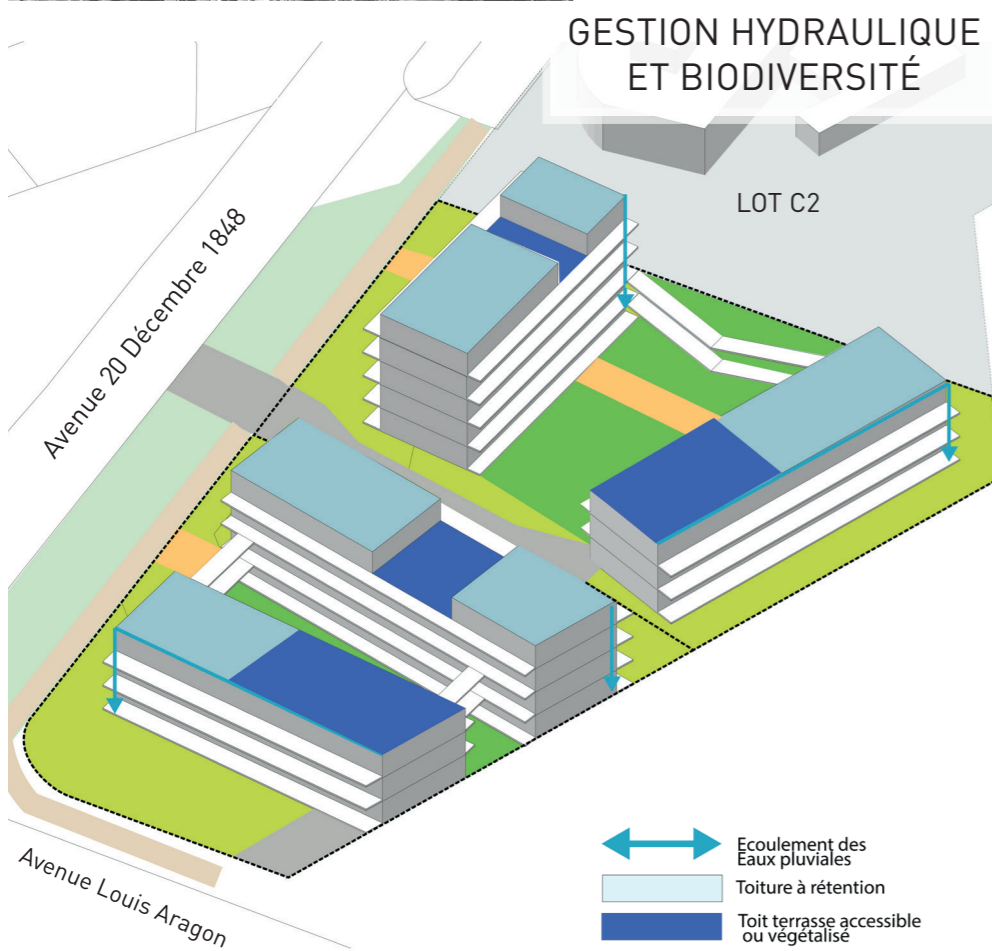 GESTION HYDRAULIQUE
ET BIODIVERSITÉ
LOT C2
Avenue 20 Décembre 1848
Avenue Louis Aragon
Ecoulement des
Eaux pluviales
Toiture à rétention
Toit terrasse accessible
ou végétalisé